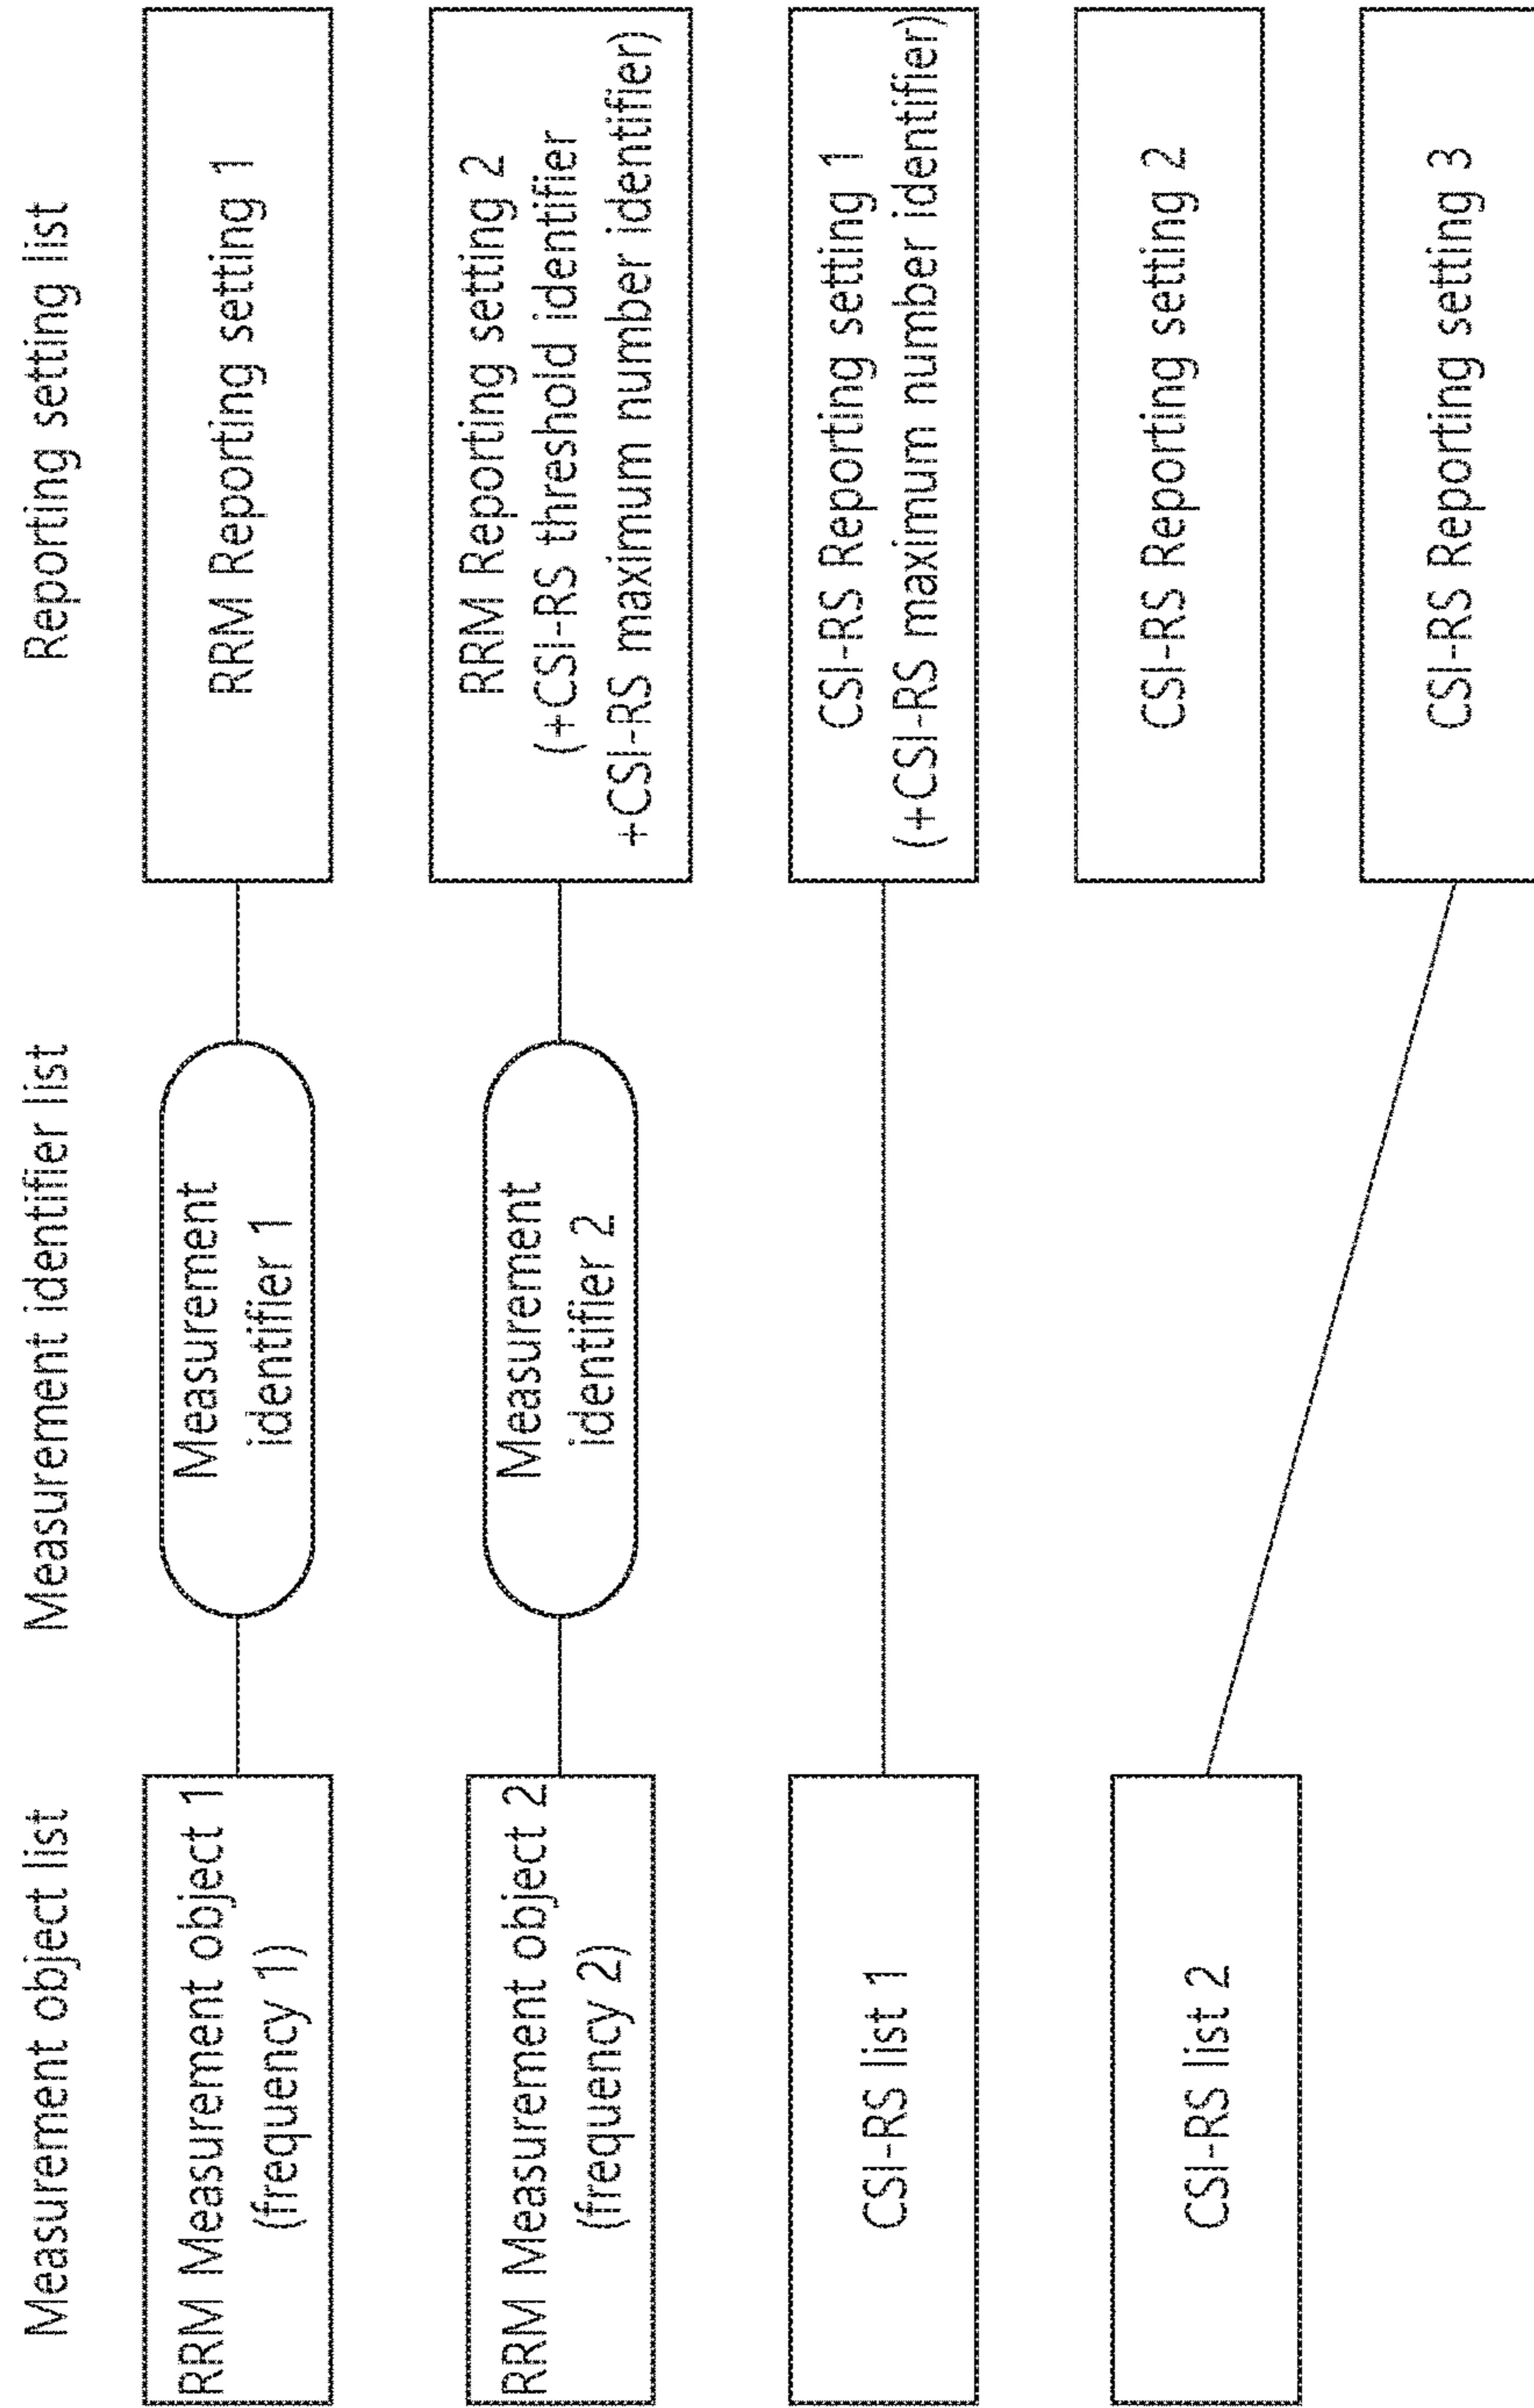 Measurement object list
Measurement identifier list
Reporting setting list
RRM Measurement object 1
(frequency 1)
Measurement
identifier 1
RRM Reporting setting 1
RRM Measurement object 2
(frequency 2)
Measurement
identifier 2
RRM Reporting setting 2
(+CSI-RS threshold identifier
+CSI-RS maximum number identifier)
CSI-RS list 1
CSI-RS Reporting setting 1
(+CSI-RS maximum number identifier)
CSI-RS list 2
CSI-RS Reporting setting 2
CSI-RS Reporting setting 3